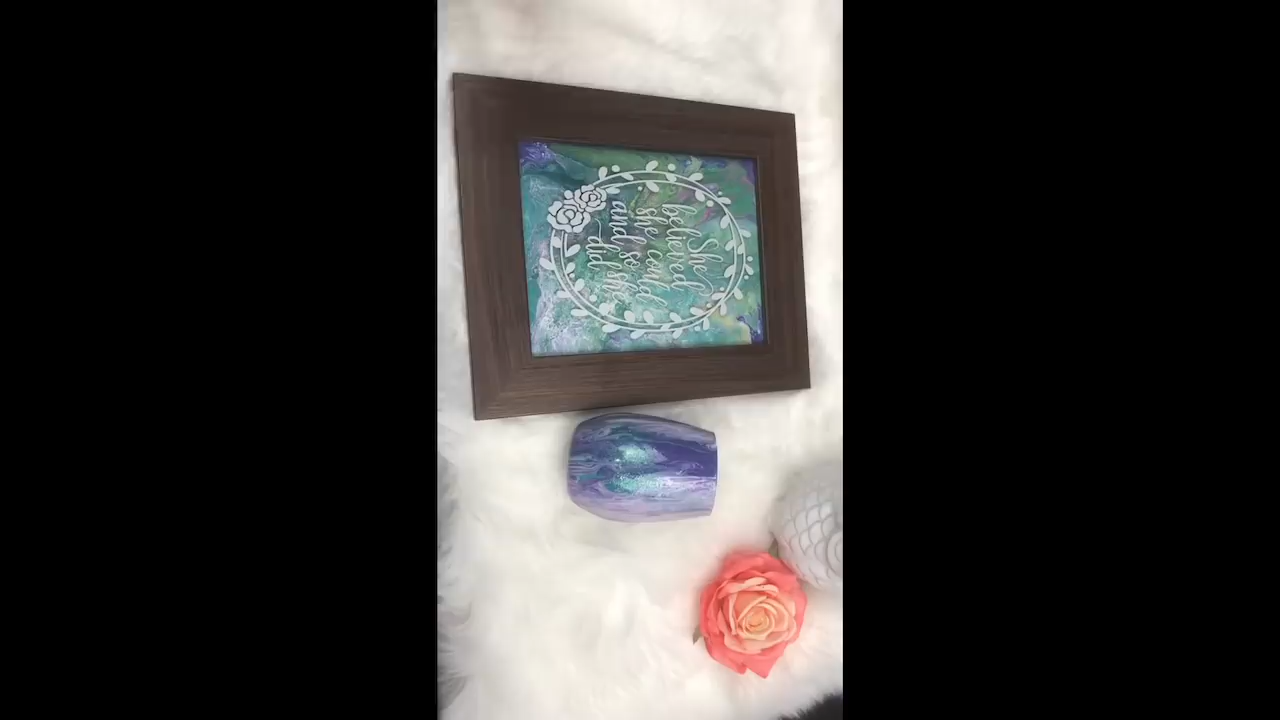 She
believed
she could
and so she
did